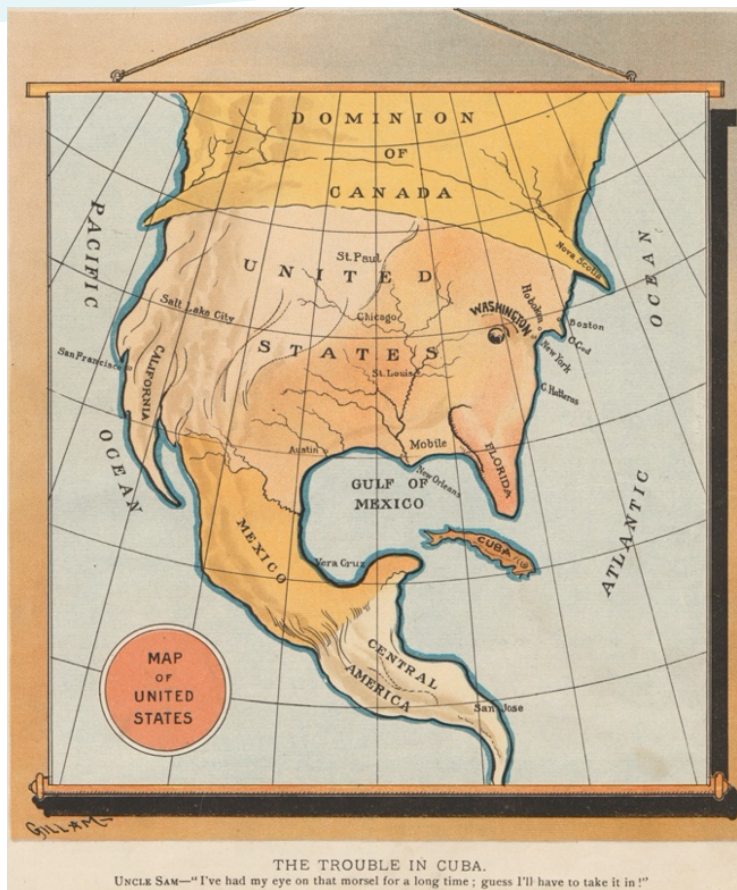 DOMINION
OF
CANADA
PACIFIC
OCEAN
OCEAN
ATLANTIC
Nova Scotia
UNITED
STATES
St. Paul
Salt Lake City
Chicago
WASHINGTON
Hoboken
Boston
C. Cod
New York
San Francisco
CALIFORNIA
St. Louis
C. Hatteras
Austin
Mobile
New Orleans
FLORIDA
GULF OF
MEXICO
CUBA
MEXICO
Vera Cruz
CENTRAL
AMERICA
San Jose
MAP
OF
UNITED
STATES
GILLAM
THE TROUBLE IN CUBA.
UNCLE SAM—"I've had my eye on that morsel for a long time; guess I'll have to take it in!"